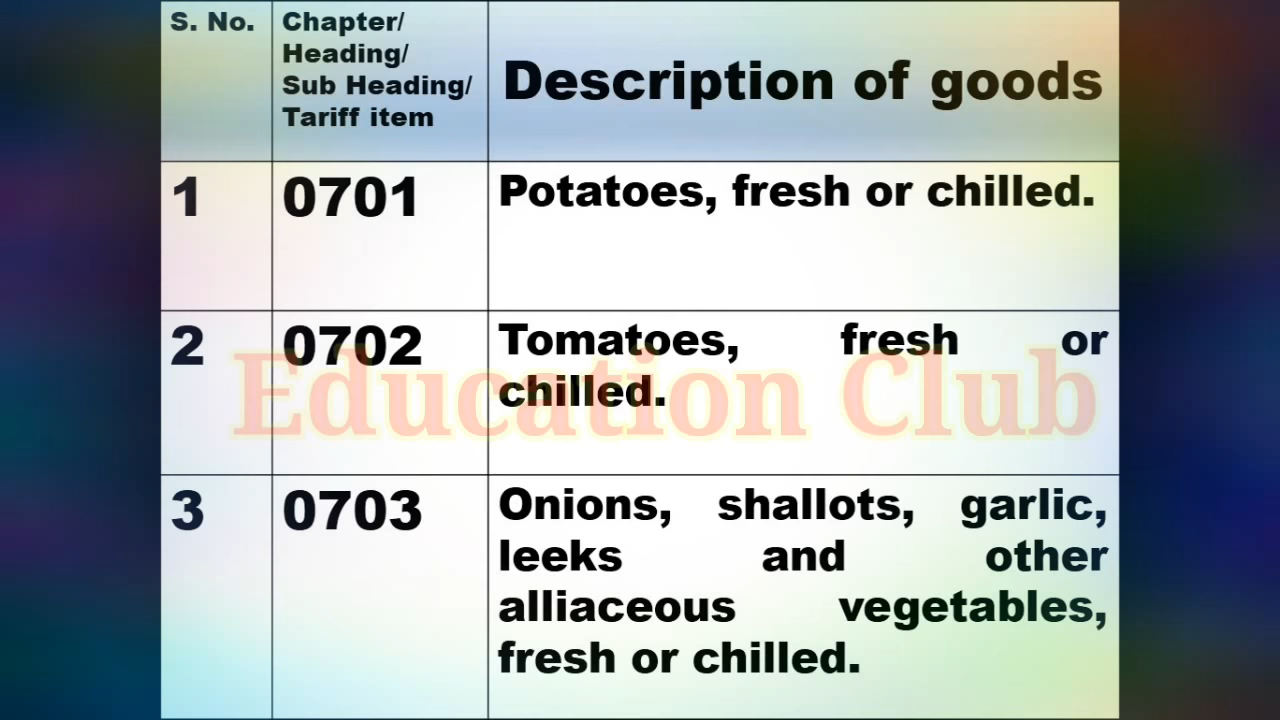 S. No.
Chapter/
Heading/
Sub Heading/
Tariff item
Description of goods
1
0701
Potatoes, fresh or chilled.
2
0702
Tomatoes, fresh or
chilled.
Education Club
3
0703
Onions, shallots, garlic,
leeks and other
alliaceous vegetables,
fresh or chilled.